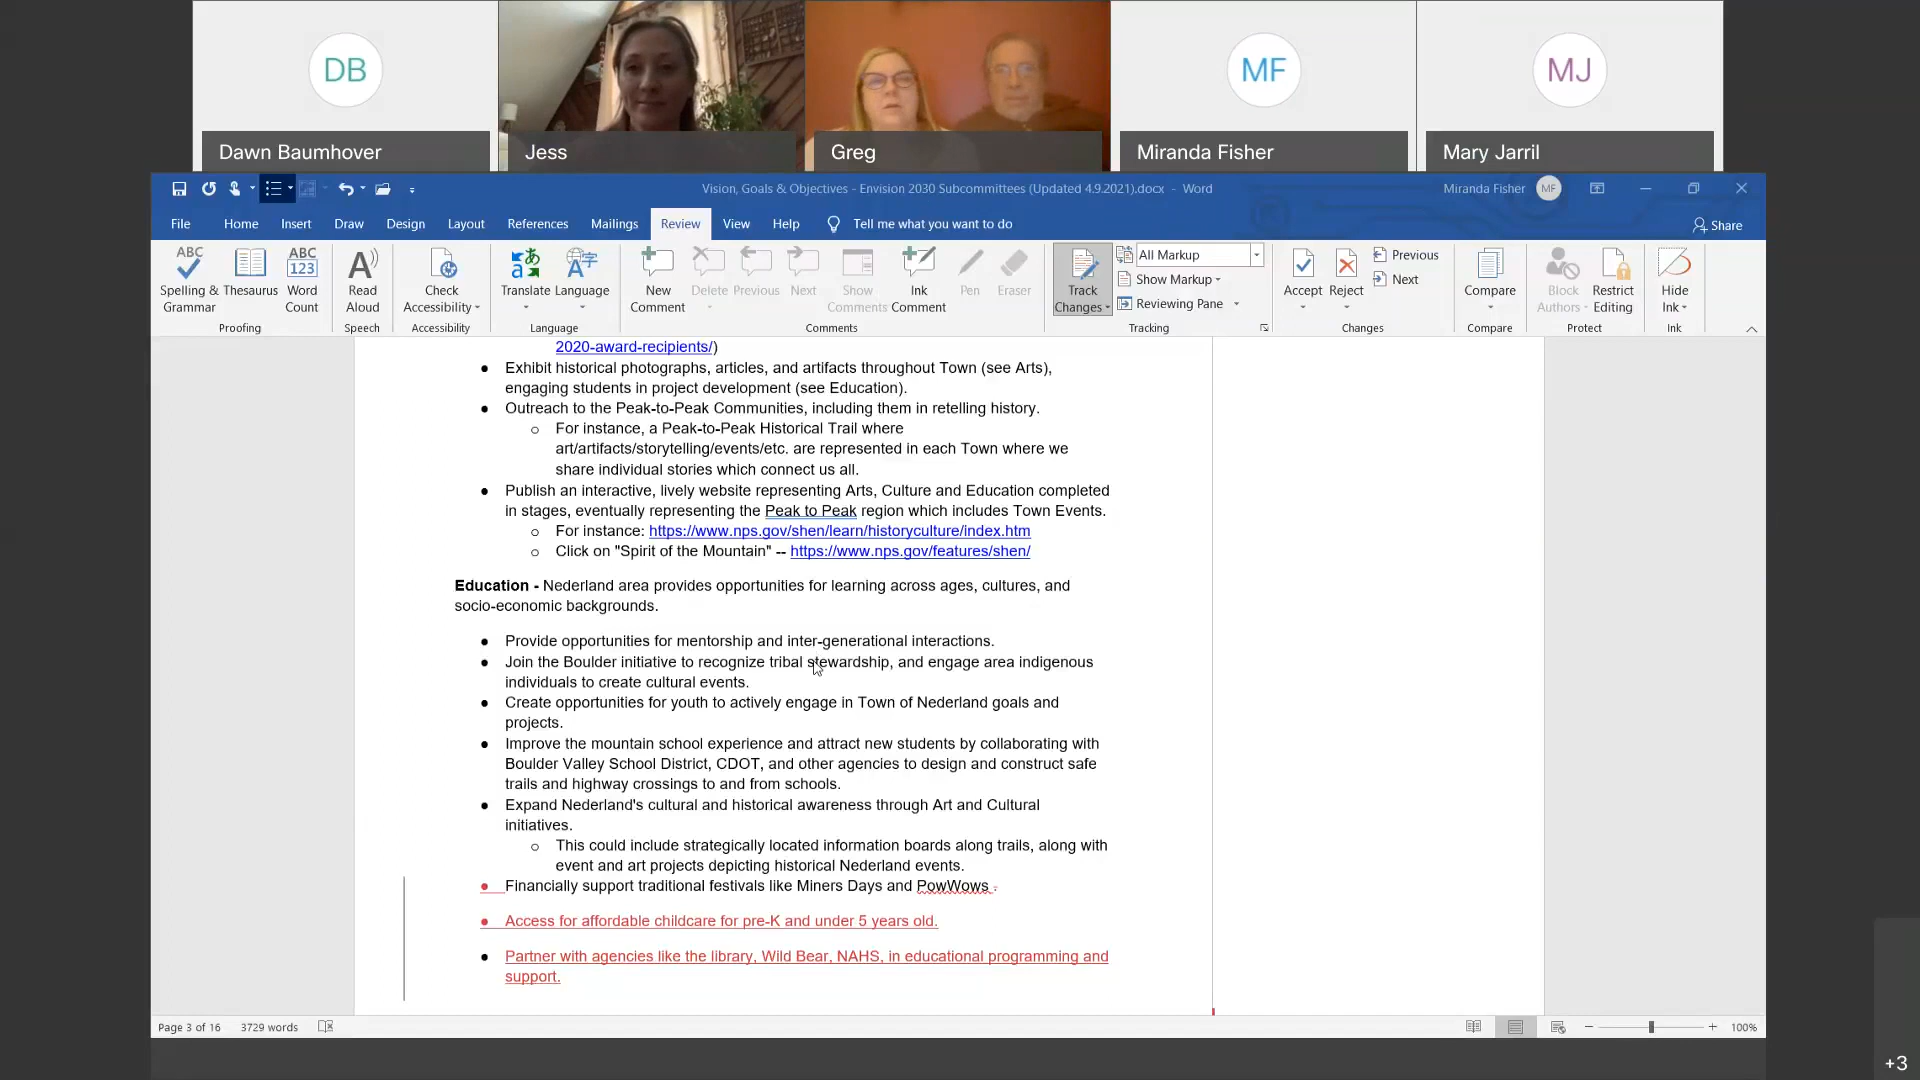 DB
MF
MJ
Dawn Baumhover
Jess
Greg
Miranda Fisher
Mary Jarril
Vision, Goals & Objectives - Envision 2030 Subcommittees (Updated 4.9.2021).docx - Word
Miranda Fisher
MF
File
Home
Insert
Draw
Design
Layout
References
Mailings
Review
View
Help
Tell me what you want to do
Share
ABC
Spelling &
Grammar
Thesaurus
ABC
123
Word
Count
Proofing
A
Read
Aloud
Speech
Check
Accessibility
Accessibility
Translate
Language
Language
New
Comment
Delete
Previous
Next
Show
Comments
Ink
Comment
Pen
Eraser
Comments
Track
Changes
All Markup
Show Markup
Reviewing Pane
Tracking
Accept
Reject
Previous
Next
Changes
Compare
Compare
Block
Authors
Restrict
Editing
Protect
Hide
Ink
Ink
2020-award-recipients/)
● Exhibit historical photographs, articles, and artifacts throughout Town (see Arts),
engaging students in project development (see Education).
● Outreach to the Peak-to-Peak Communities, including them in retelling history.
o For instance, a Peak-to-Peak Historical Trail where
art/artifacts/storytelling/events/etc. are represented in each Town where we
share individual stories which connect us all.
● Publish an interactive, lively website representing Arts, Culture and Education completed
in stages, eventually representing the Peak to Peak region which includes Town Events.
o For instance: https://www.nps.gov/shen/learn/historyculture/index.htm
o Click on "Spirit of the Mountain" -- https://www.nps.gov/features/shen/
Education - Nederland area provides opportunities for learning across ages, cultures, and
socio-economic backgrounds.
● Provide opportunities for mentorship and inter-generational interactions.
● Join the Boulder initiative to recognize tribal stewardship, and engage area indigenous
individuals to create cultural events.
● Create opportunities for youth to actively engage in Town of Nederland goals and
projects.
● Improve the mountain school experience and attract new students by collaborating with
Boulder Valley School District, CDOT, and other agencies to design and construct safe
trails and highway crossings to and from schools.
● Expand Nederland's cultural and historical awareness through Art and Cultural
initiatives.
o This could include strategically located information boards along trails, along with
event and art projects depicting historical Nederland events.
● Financially support traditional festivals like Miners Days and PowWows .
● Access for affordable childcare for pre-K and under 5 years old.
● Partner with agencies like the library, Wild Bear, NAHS, in educational programming and
support.
Page 3 of 16
3729 words
100%
+3